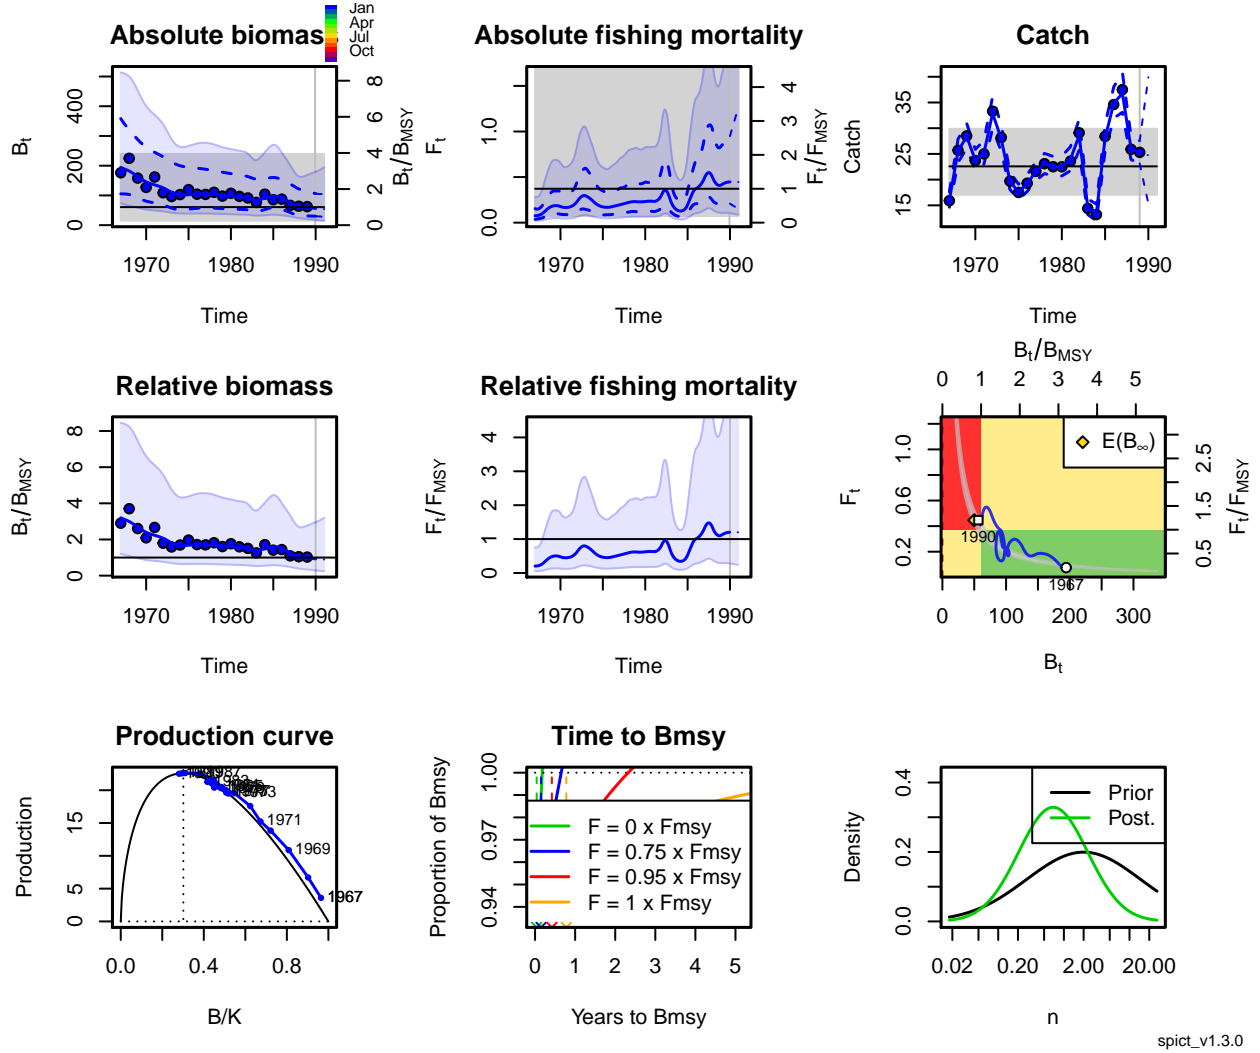 Jan
Apr
Jul
Oct
Absolute biomass
Bt
0 200 400
0 2 4 6 8
Bt/BMSY
1970 1980 1990
Time
Absolute fishing mortality
Ft
0.0 1.0
0 1 2 3 4
Ft/FMSY
1970 1980 1990
Time
Catch
Catch
15 25 35
1970 1980 1990
Time
Relative biomass
Bt/BMSY
0 2 4 6 8
1970 1980 1990
Time
Relative fishing mortality
Ft/FMSY
0 1 2 3 4
1970 1980 1990
Time
Bt/BMSY
0 1 2 3 4 5
E(B∞)
Ft
0.2 0.6 1.0
0.5 1.5 2.5
Ft/FMSY
1990
1967
0 100 200 300
Bt
Production curve
Production
0 5 15
1971
1969
1967
0.0 0.4 0.8
B/K
Time to Bmsy
Proportion of Bmsy
0.94 0.97 1.00
F = 0 x Fmsy
F = 0.75 x Fmsy
F = 0.95 x Fmsy
F = 1 x Fmsy
0 1 2 3 4 5
Years to Bmsy
Density
0.0 0.2 0.4
Prior
Post.
0.02 0.20 2.00 20.00
n
spict_v1.3.0